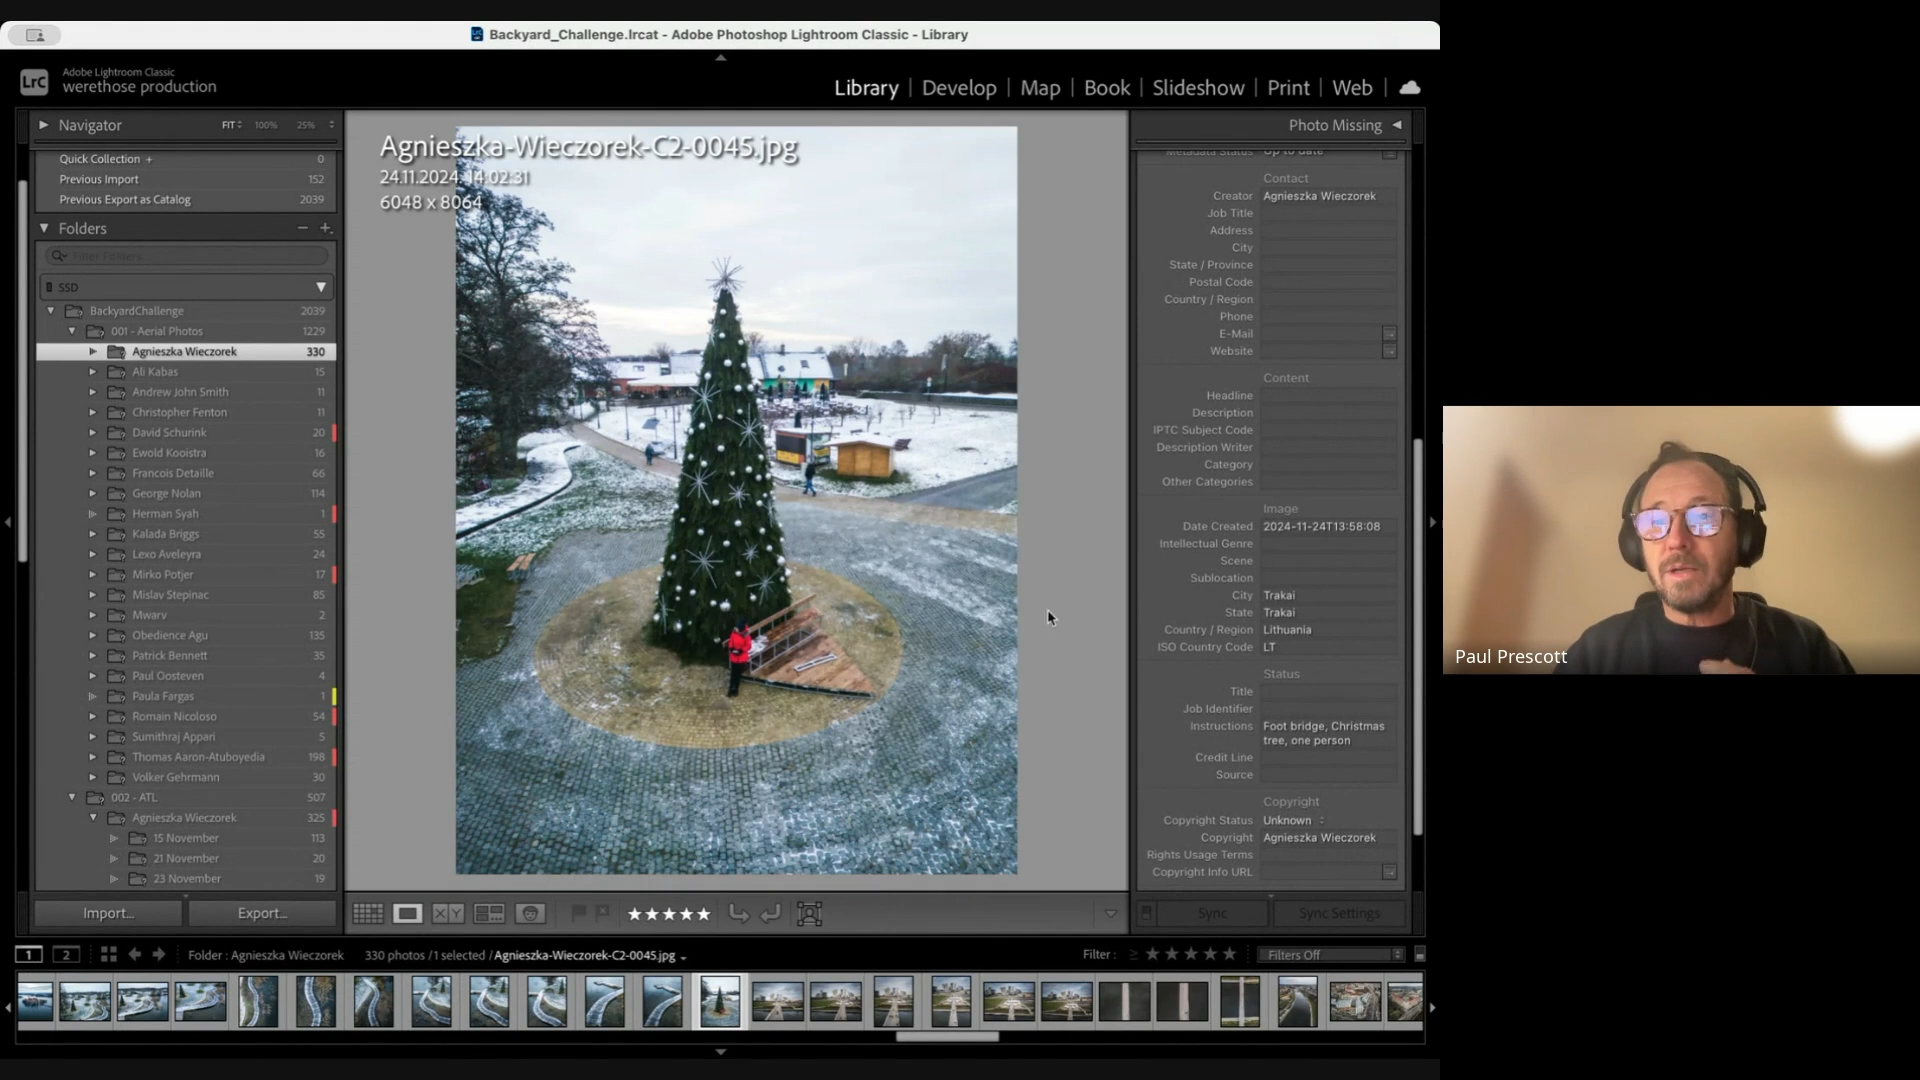 Backyard_Challenge.lrcat - Adobe Photoshop Lightroom Classic - Library
LrC
Adobe Lightroom Classic
werethose production
Library | Develop | Map | Book | Slideshow | Print | Web
Navigator FIT 100% 25%
Quick Collection + 0
Previous Import 152
Previous Export as Catalog 2039
Folders
Filter Folders
SSD
BackyardChallenge 2039
001 - Aerial Photos 1229
Agnieszka Wieczorek 330
Ali Kabas 15
Andrew John Smith 11
Christopher Fenton 11
David Schurink 20
Ewold Kooistra 16
Francois Detaille 66
George Nolan 114
Herman Syah 1
Kalada Briggs 55
Lexo Aveleyra 24
Mirko Potjer 17
Mislav Stepinac 85
Mwarv 2
Obedience Agu 135
Patrick Bennett 35
Paul Oosteven 4
Paula Fargas 1
Romain Nicoloso 54
Sumithraj Appari 5
Thomas Aaron-Atuboyedia 198
Volker Gehrmann 30
002 - ATL 507
Agnieszka Wieczorek 325
15 November 113
21 November 20
23 November 19
Import... Export...
Agnieszka-Wieczorek-C2-0045.jpg
24.11.2024, 14:02:31
6048 x 8064
Photo Missing
Metadata Status Up to date
Contact
Creator Agnieszka Wieczorek
Job Title
Address
City
State / Province
Postal Code
Country / Region
Phone
E-Mail
Website
Content
Headline
Description
IPTC Subject Code
Description Writer
Category
Other Categories
Image
Date Created 2024-11-24T13:58:08
Intellectual Genre
Scene
Sublocation
City Trakai
State Trakai
Country / Region Lithuania
ISO Country Code LT
Status
Title
Job Identifier
Instructions Foot bridge, Christmas
tree, one person
Credit Line
Source
Copyright
Copyright Status Unknown
Copyright Agnieszka Wieczorek
Rights Usage Terms
Copyright Info URL
Sync Sync Settings
X Y
★★★★★
1 2 Folder : Agnieszka Wieczorek 330 photos / 1 selected / Agnieszka-Wieczorek-C2-0045.jpg Filter : ≥ ★★★★★ Filters Off
Paul Prescott